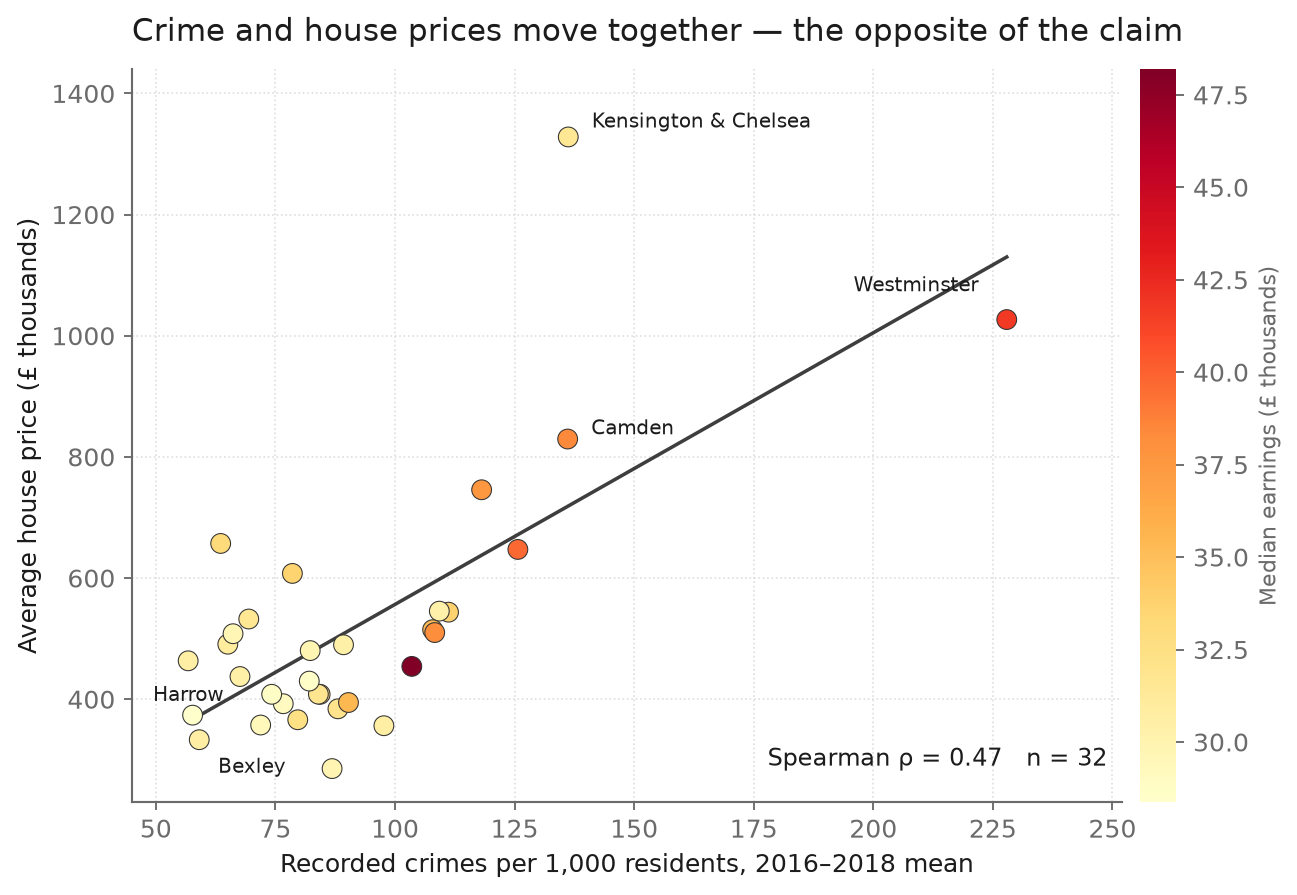 Crime and house prices move together — the opposite of the claim
1400
1200
1000
800
600
400
Average house price (£ thousands)
Kensington & Chelsea
Westminster
Camden
Harrow
Bexley
Spearman ρ = 0.47   n = 32
50 75 100 125 150 175 200 225 250
Recorded crimes per 1,000 residents, 2016–2018 mean
47.5
45.0
42.5
40.0
37.5
35.0
32.5
30.0
Median earnings (£ thousands)